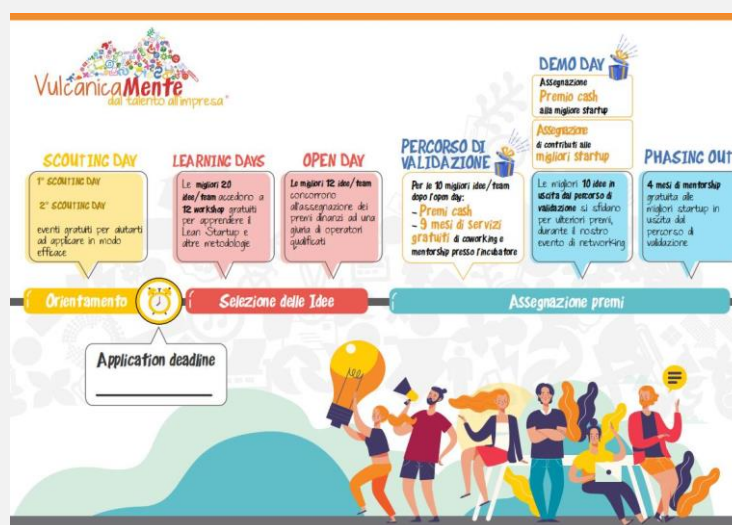 VulcanicaMente
dal talento all'impresa®
SCOUTING DAY
1° SCOUTING DAY
2° SCOUTING DAY
eventi gratuiti per aiutarti
ad applicare in modo
efficace
LEARNING DAYS
Le migliori 20
idee/team accedono a
12 workshop gratuiti
per apprendere il
Lean Startup e
altre metodologie
OPEN DAY
Le migliori 12 idee/team
concorrono
all'assegnazione dei
premi dinanzi ad una
giuria di operatori
qualificati
PERCORSO DI
VALIDAZIONE
Per le 10 migliori idee/team
dopo l'open day:
- Premi cash
- 9 mesi di servizi
gratuiti di coworking e
mentorship presso l'incubatore
DEMO DAY
Assegnazione
Premio cash
alla migliore startup
Assegnazione
di contributi alle
migliori startup
Le migliori 10 idee in
uscita dal percorso di
validazione si sfidano
per ulteriori premi,
durante il nostro
evento di networking
PHASING OUT
4 mesi di mentorship
gratuita alle
migliori startup in
uscita dal
percorso di
validazione
Orientamento
Selezione delle Idee
Assegnazione premi
Application deadline